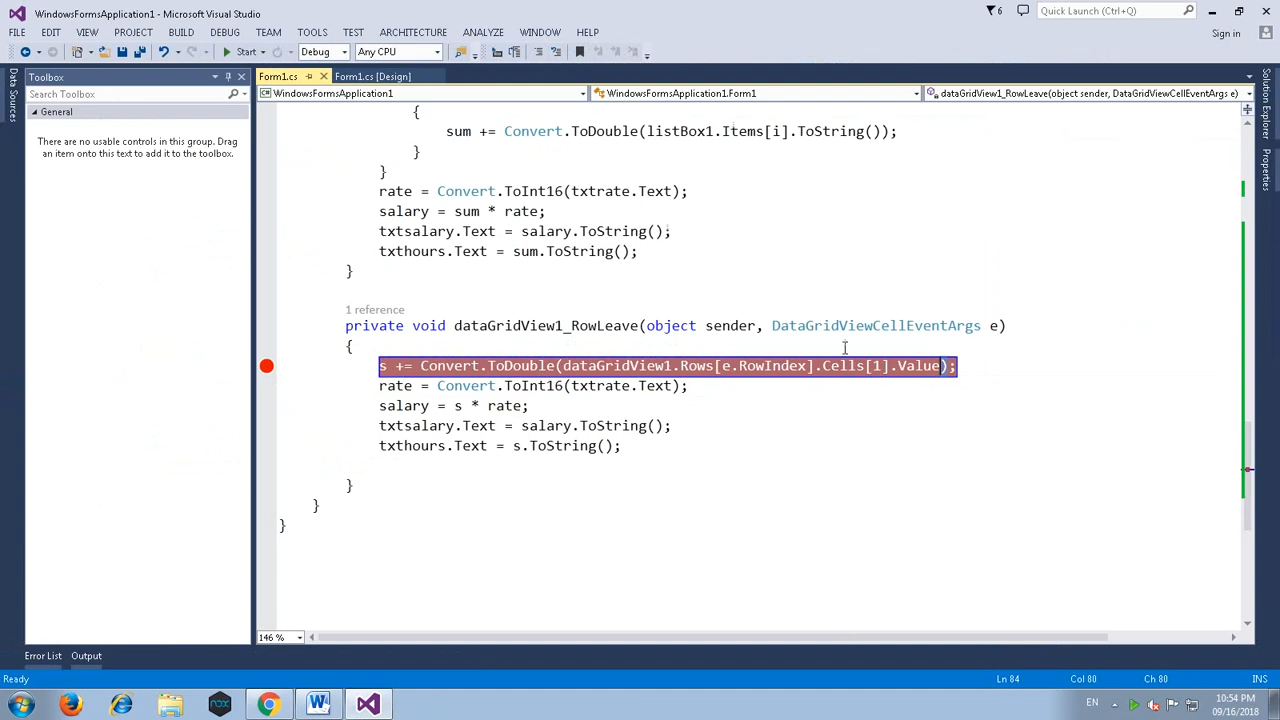 WindowsFormsApplication1 - Microsoft Visual Studio
6
Quick Launch (Ctrl+Q)
FILE EDIT VIEW PROJECT BUILD DEBUG TEAM TOOLS TEST ARCHITECTURE ANALYZE WINDOW HELP
Sign in
Start Debug Any CPU
Data Sources
Toolbox
Search Toolbox
General
There are no usable controls in this group. Drag
an item onto this text to add it to the toolbox.
Form1.cs Form1.cs [Design]
WindowsFormsApplication1 WindowsFormsApplication1.Form1 dataGridView1_RowLeave(object sender, DataGridViewCellEventArgs e)
{
sum += Convert.ToDouble(listBox1.Items[i].ToString());
}
}
rate = Convert.ToInt16(txtrate.Text);
salary = sum * rate;
txtsalary.Text = salary.ToString();
txthours.Text = sum.ToString();
}
1 reference
private void dataGridView1_RowLeave(object sender, DataGridViewCellEventArgs e)
{
s += Convert.ToDouble(dataGridView1.Rows[e.RowIndex].Cells[1].Value);
rate = Convert.ToInt16(txtrate.Text);
salary = s * rate;
txtsalary.Text = salary.ToString();
txthours.Text = s.ToString();
}
}
}
146 %
Solution Explorer
Properties
Error List Output
Ready Ln 84 Col 80 Ch 80 INS
nox
EN
10:54 PM
09/16/2018